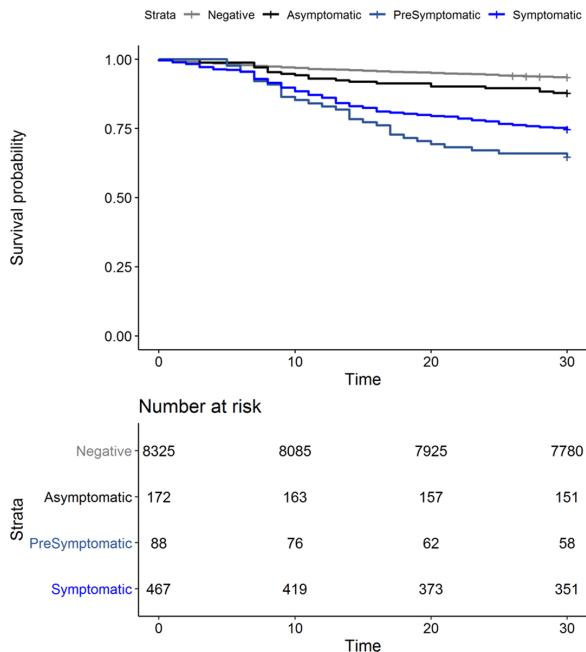 Strata Negative Asymptomatic PreSymptomatic Symptomatic
1.00
0.75
0.50
0.25
0.00
Survival probability
0 10 20 30
Time
Number at risk
Strata
Negative 8325 8085 7925 7780
Asymptomatic 172 163 157 151
PreSymptomatic 88 76 62 58
Symptomatic 467 419 373 351
0 10 20 30
Time